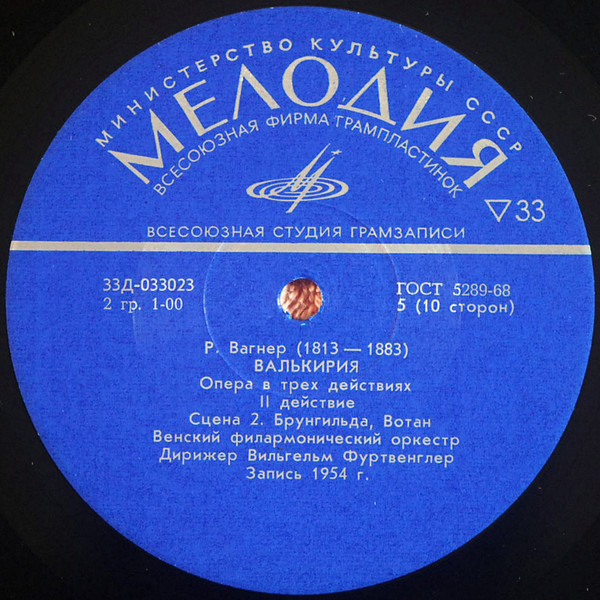 МИНИСТЕРСТВО КУЛЬТУРЫ СССР
МЕЛОДИЯ
ВСЕСОЮЗНАЯ ФИРМА ГРАМПЛАСТИНОК
▽33
ВСЕСОЮЗНАЯ СТУДИЯ ГРАМЗАПИСИ
33Д-033023
2 гр. 1-00
ГОСТ 5289-68
5 (10 сторон)
Р. Вагнер (1813 — 1883)
ВАЛЬКИРИЯ
Опера в трех действиях
II действие
Сцена 2. Брунгильда, Вотан
Венский филармонический оркестр
Дирижер Вильгельм Фуртвенглер
Запись 1954 г.